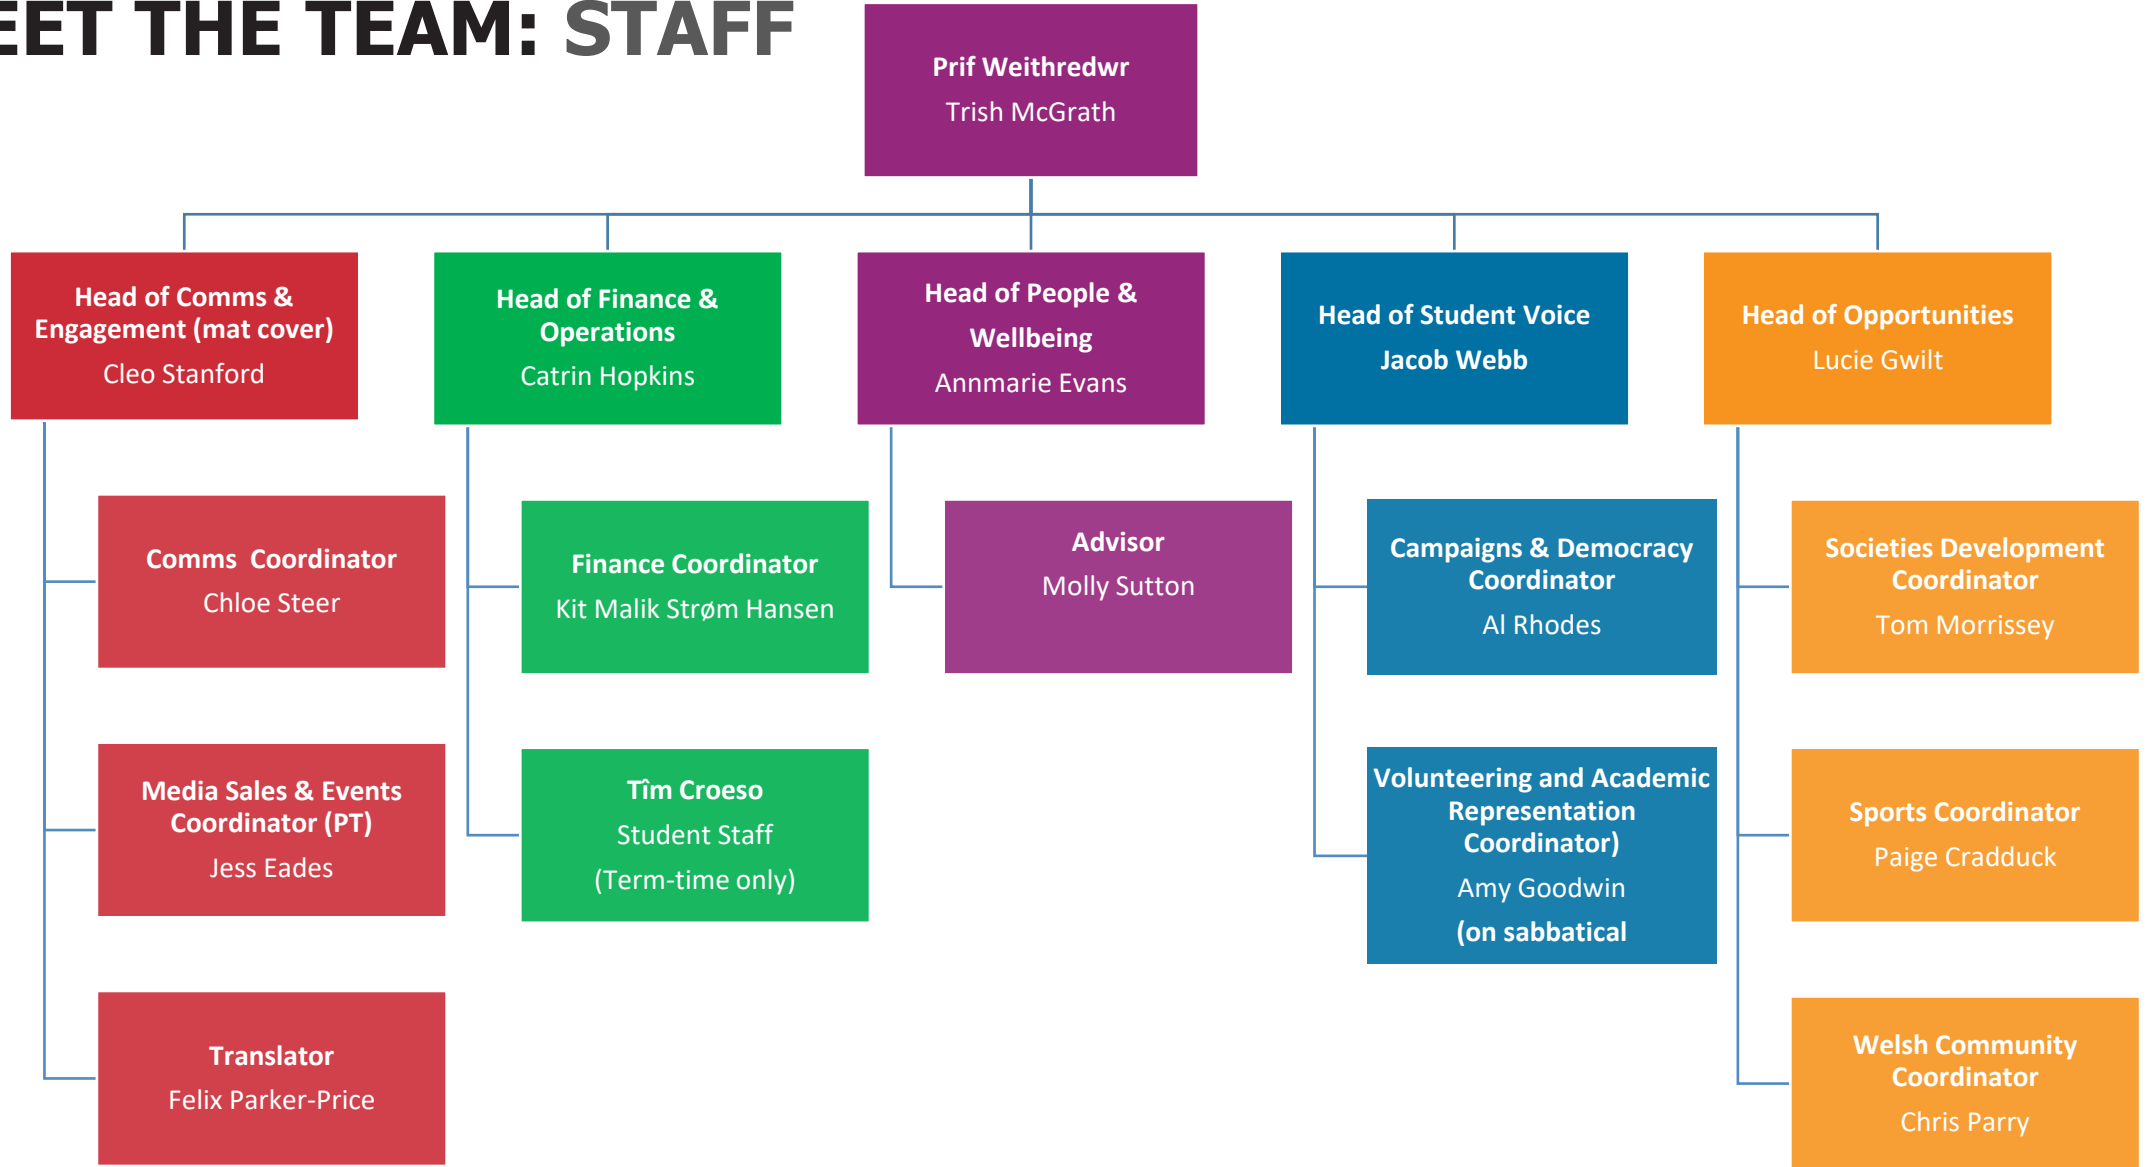 EET THE TEAM: STAFF
Prif Weithredwr
Trish McGrath
Head of Comms &
Engagement (mat cover)
Cleo Stanford
Head of Finance &
Operations
Catrin Hopkins
Head of People &
Wellbeing
Annmarie Evans
Head of Student Voice
Jacob Webb
Head of Opportunities
Lucie Gwilt
Comms  Coordinator
Chloe Steer
Finance Coordinator
Kit Malik Strøm Hansen
Advisor
Molly Sutton
Campaigns & Democracy
Coordinator
Al Rhodes
Societies Development
Coordinator
Tom Morrissey
Media Sales & Events
Coordinator (PT)
Jess Eades
Tîm Croeso
Student Staff
(Term-time only)
Volunteering and Academic
Representation
Coordinator)
Amy Goodwin
(on sabbatical
Sports Coordinator
Paige Cradduck
Translator
Felix Parker-Price
Welsh Community
Coordinator
Chris Parry